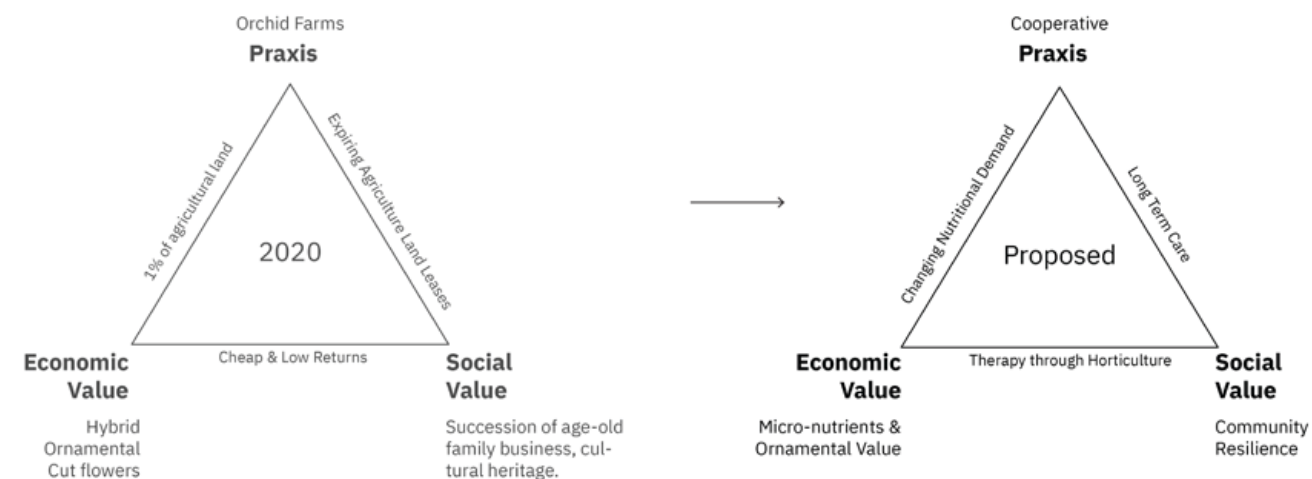 Orchid Farms
Praxis
1% of agricultural land
Expiring Agriculture Land Leases
2020
Cheap & Low Returns
Economic
Value
Hybrid
Ornamental
Cut flowers
Social
Value
Succession of age-old
family business, cul-
tural heritage.
Cooperative
Praxis
Changing Nutritional Demand
Long Term Care
Proposed
Therapy through Horticulture
Economic
Value
Micro-nutrients &
Ornamental Value
Social
Value
Community
Resilience